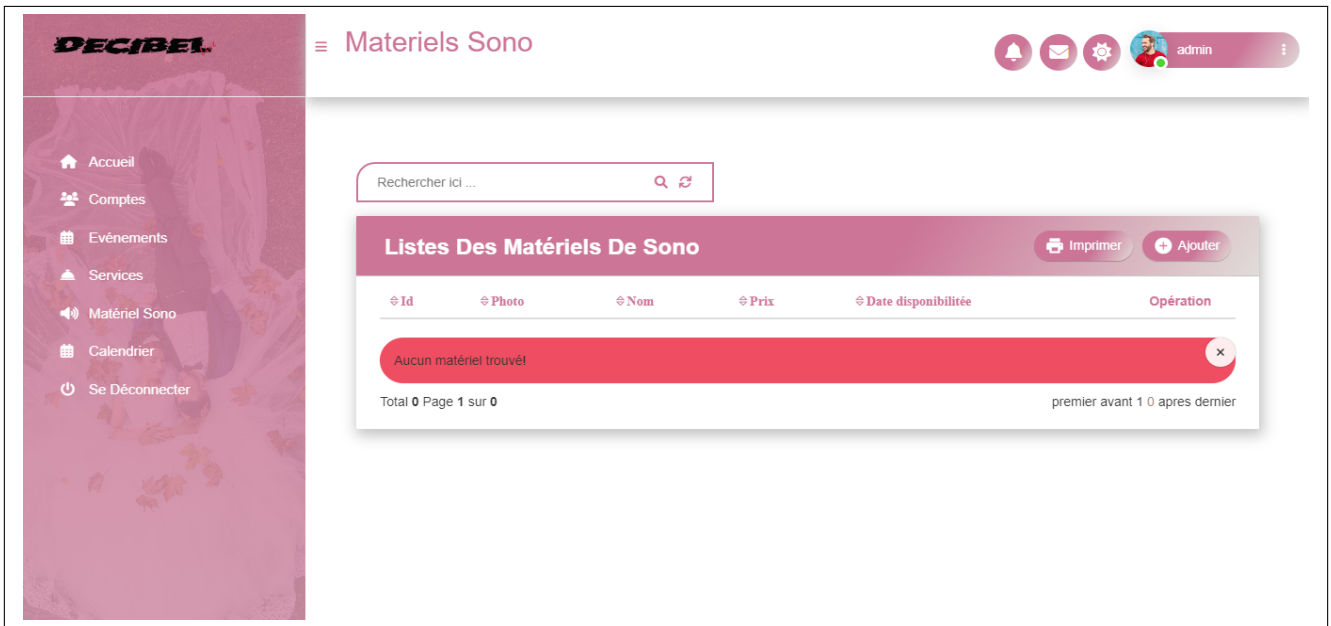 DECIBEL
Materiels Sono
admin
Accueil
Comptes
Evénements
Services
Matériel Sono
Calendrier
Se Déconnecter
Rechercher ici ...
Listes Des Matériels De Sono
Imprimer
Ajouter
Id Photo Nom Prix Date disponibilitée Opération
Aucun matériel trouvé!
Total 0 Page 1 sur 0
premier avant 1 0 apres dernier